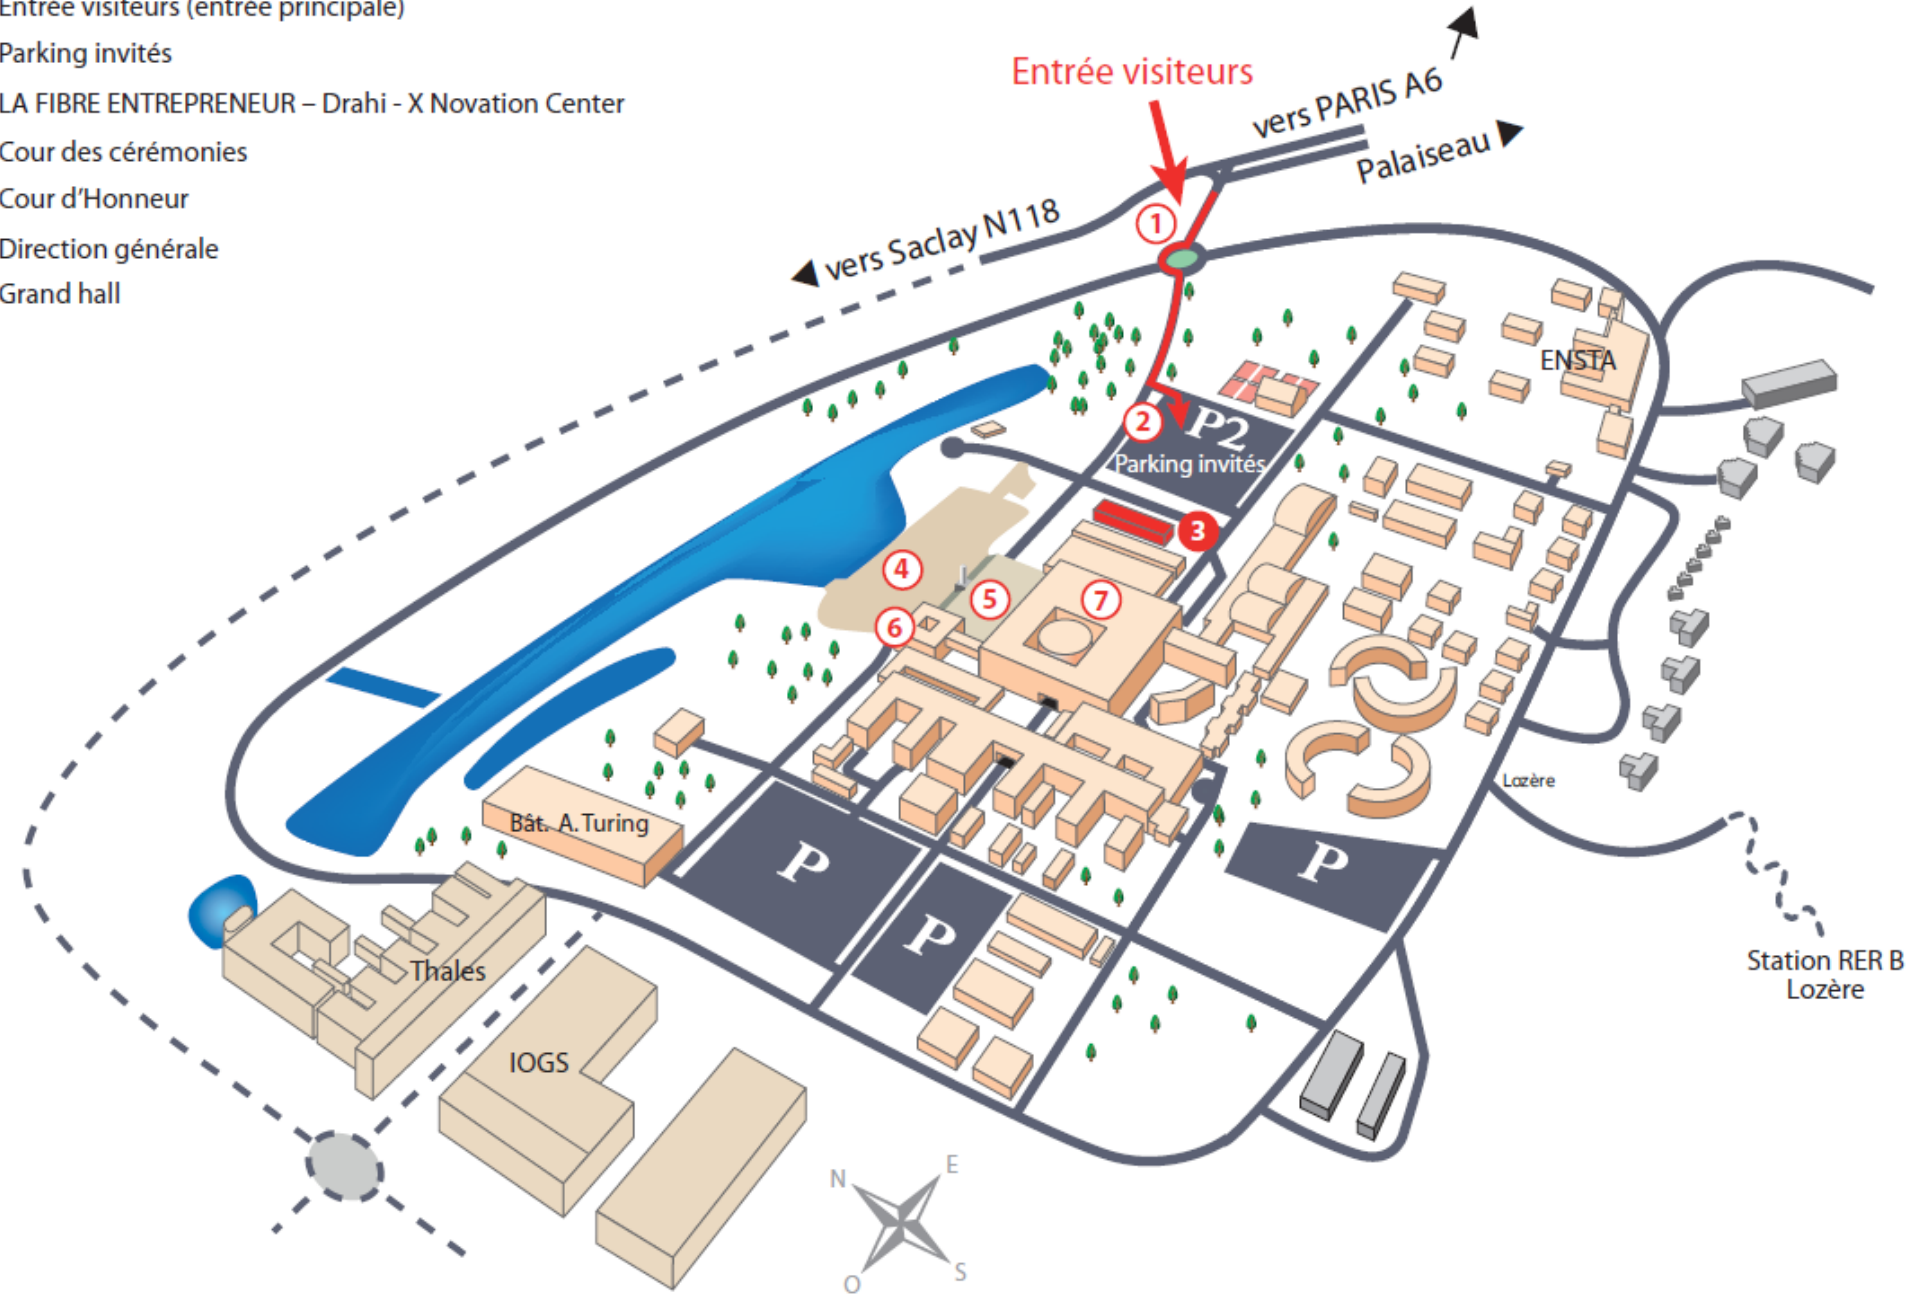 Entrée visiteurs (entrée principale)
Parking invités
LA FIBRE ENTREPRENEUR – Drahi - X Novation Center
Cour des cérémonies
Cour d'Honneur
Direction générale
Grand hall
Entrée visiteurs
vers PARIS A6
Palaiseau
vers Saclay N118
1
ENSTA
2
P2
Parking invités
3
4
5
7
6
Lozère
Bât. A. Turing
P
P
P
Station RER B
Lozère
Thales
IOGS
N
E
O
S